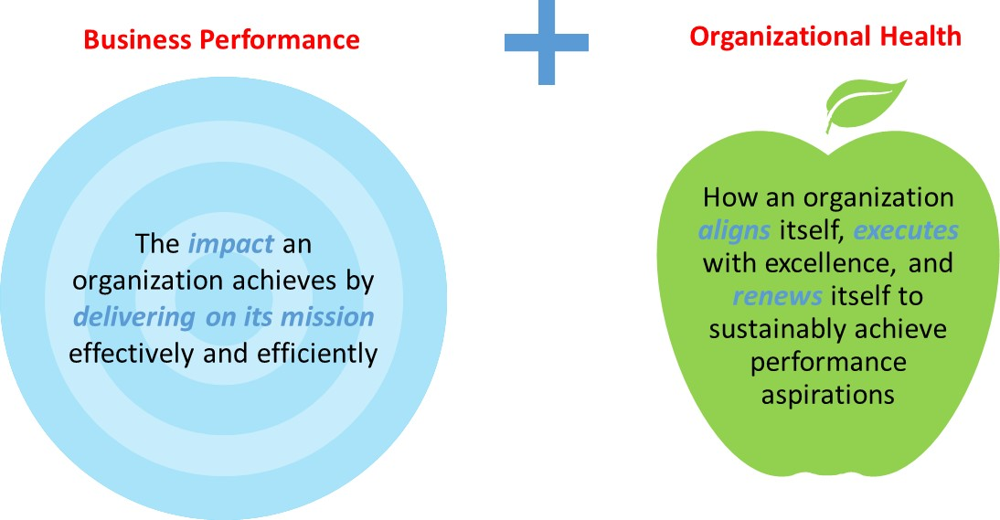 Business Performance
Organizational Health
The impact an
organization achieves by
delivering on its mission
effectively and efficiently
How an organization
aligns itself, executes
with excellence, and
renews itself to
sustainably achieve
performance
aspirations